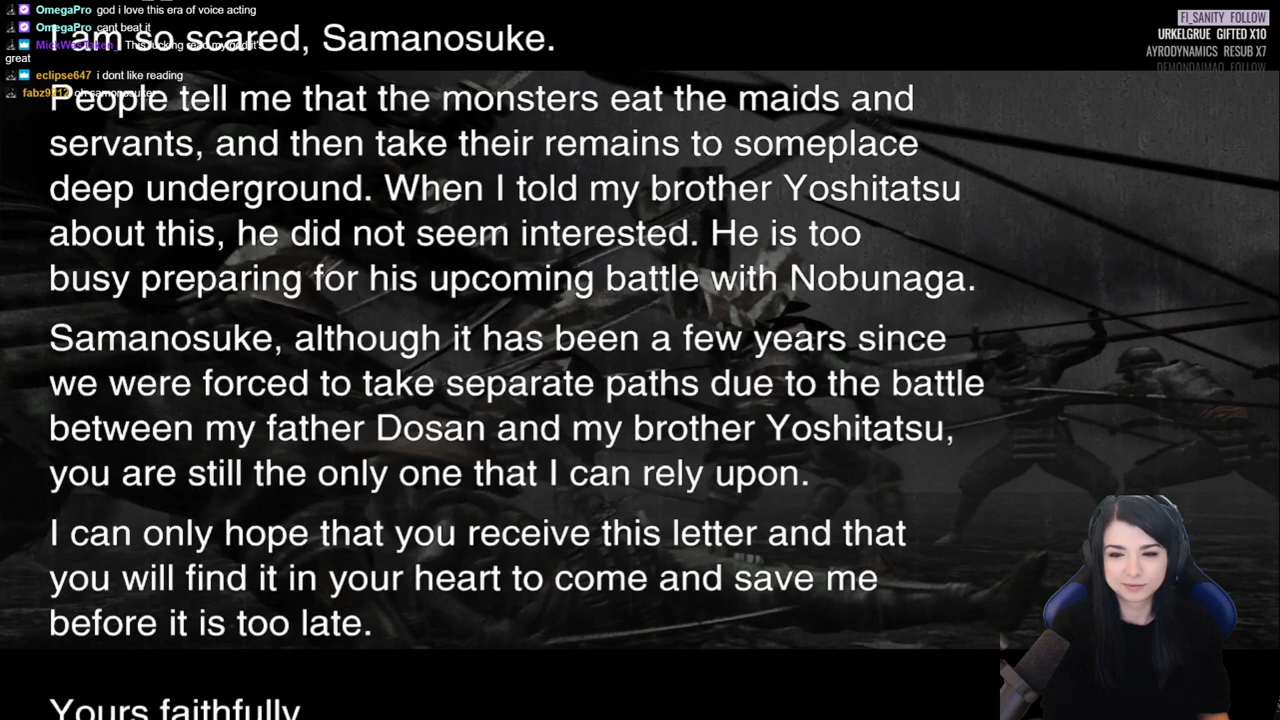 OmegaPro god i love this era of voice acting
OmegaPro cant beat it
great
eclipse647 i dont like reading
FI_SANITY FOLLOW
URKELGRUE GIFTED X10
AYRODYNAMICS RESUB X7
DEMONDAIMAO FOLLOW
I am so scared, Samanosuke.
People tell me that the monsters eat the maids and
servants, and then take their remains to someplace
deep underground. When I told my brother Yoshitatsu
about this, he did not seem interested. He is too
busy preparing for his upcoming battle with Nobunaga.
Samanosuke, although it has been a few years since
we were forced to take separate paths due to the battle
between my father Dosan and my brother Yoshitatsu,
you are still the only one that I can rely upon.
I can only hope that you receive this letter and that
you will find it in your heart to come and save me
before it is too late.
Yours faithfully